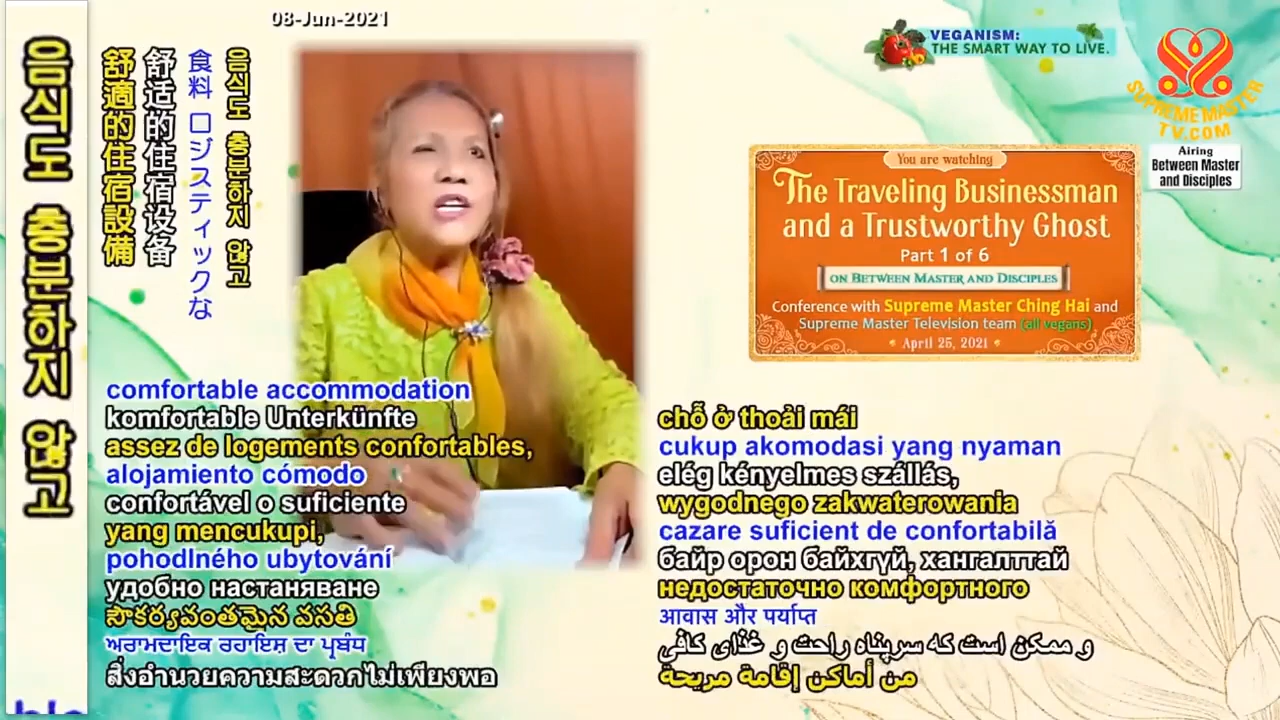 08-Jun-2021
음식도 충분하지 않고
舒適的住宿設備
舒适的住宿设备
食料 ロジスティックな
음식도 충분하지 않고
VEGANISM:
THE SMART WAY TO LIVE.
SUPREME MASTER
TV.COM
Airing
Between Master
and Disciples
You are watching
The Traveling Businessman
and a Trustworthy Ghost
Part 1 of 6
ON BETWEEN MASTER AND DISCIPLES
Conference with Supreme Master Ching Hai and
Supreme Master Television team (all vegans)
April 25, 2021
comfortable accommodation
komfortable Unterkünfte
assez de logements confortables,
alojamiento cómodo
confortável o suficiente
yang mencukupi,
pohodlného ubytování
удобно настаняване
సౌకర్యవంతమైన వసతి
ਅਰਾਮਦਾਇਕ ਰਹਾਇਸ਼ ਦਾ ਪ੍ਰਬੰਧ
สิ่งอำนวยความสะดวกไม่เพียงพอ
chỗ ở thoải mái
cukup akomodasi yang nyaman
elég kényelmes szállás,
wygodnego zakwaterowania
cazare suficient de confortabilă
байр орон байхгүй, хангалттай
недостаточно комфортного
आवास और पर्याप्त
و ممکن است که سرپناه راحت و غذای کافی
من أماكن إقامة مريحة